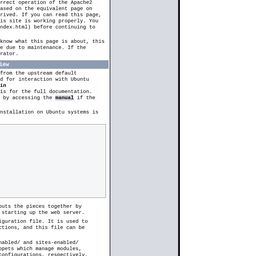 rrect operation of the Apache2
ased on the equivalent page on
rived. If you can read this page,
is site is working properly. You
ndex.html) before continuing to
know what this page is about, this
e due to maintenance. If the
rator.
iew
from the upstream default
d for interaction with Ubuntu
in
is for the full documentation.
by accessing the manual if the
nstallation on Ubuntu systems is
puts the pieces together by
starting up the web server.
iguration file. It is used to
ctions, and this file can be
nabled/ and sites-enabled/
ppets which manage modules,
configurations, respectively.